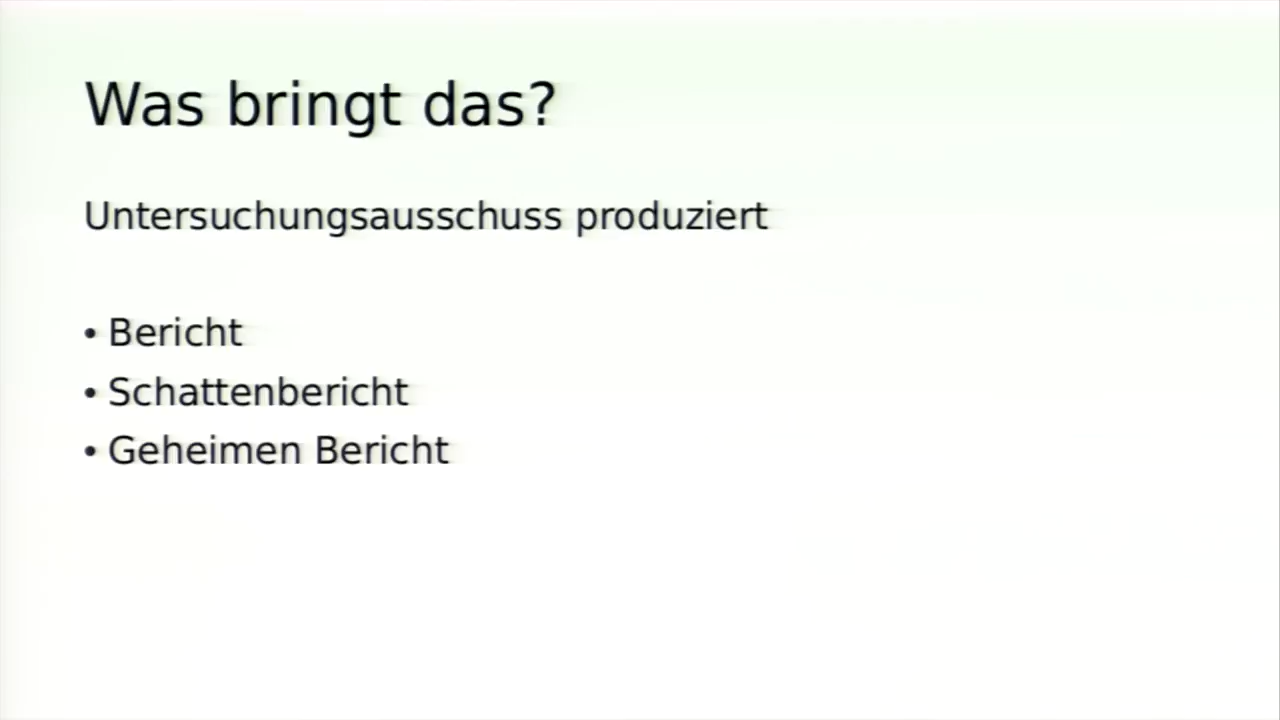 Was bringt das?
Untersuchungsausschuss produziert
• Bericht
• Schattenbericht
• Geheimen Bericht